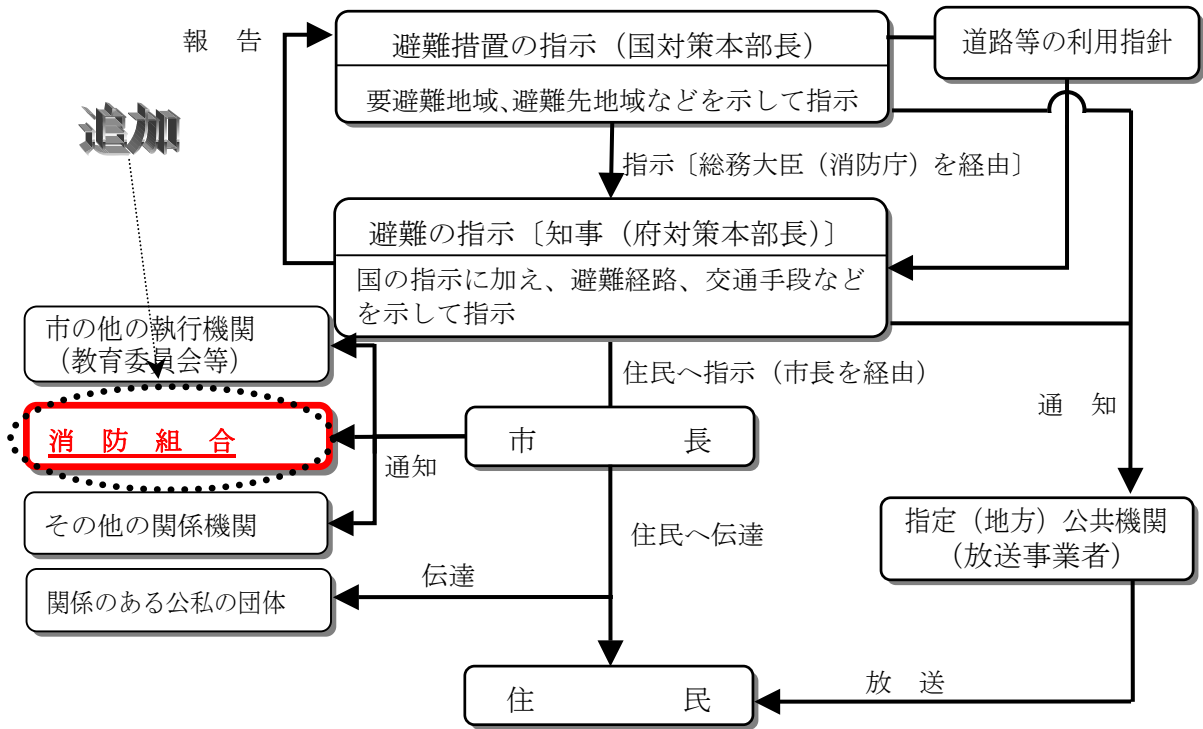 報　告
避難措置の指示（国対策本部長）
要避難地域、避難先地域などを示して指示
道路等の利用指針
追加
指示〔総務大臣（消防庁）を経由〕
避難の指示〔知事（府対策本部長）〕
国の指示に加え、避難経路、交通手段など
を示して指示
市の他の執行機関
（教育委員会等）
住民へ指示（市長を経由）
通　知
消　防　組　合
市　　　　　長
通知
その他の関係機関
住民へ伝達
指定（地方）公共機関
（放送事業者）
伝達
関係のある公私の団体
放　送
住　　　　　民